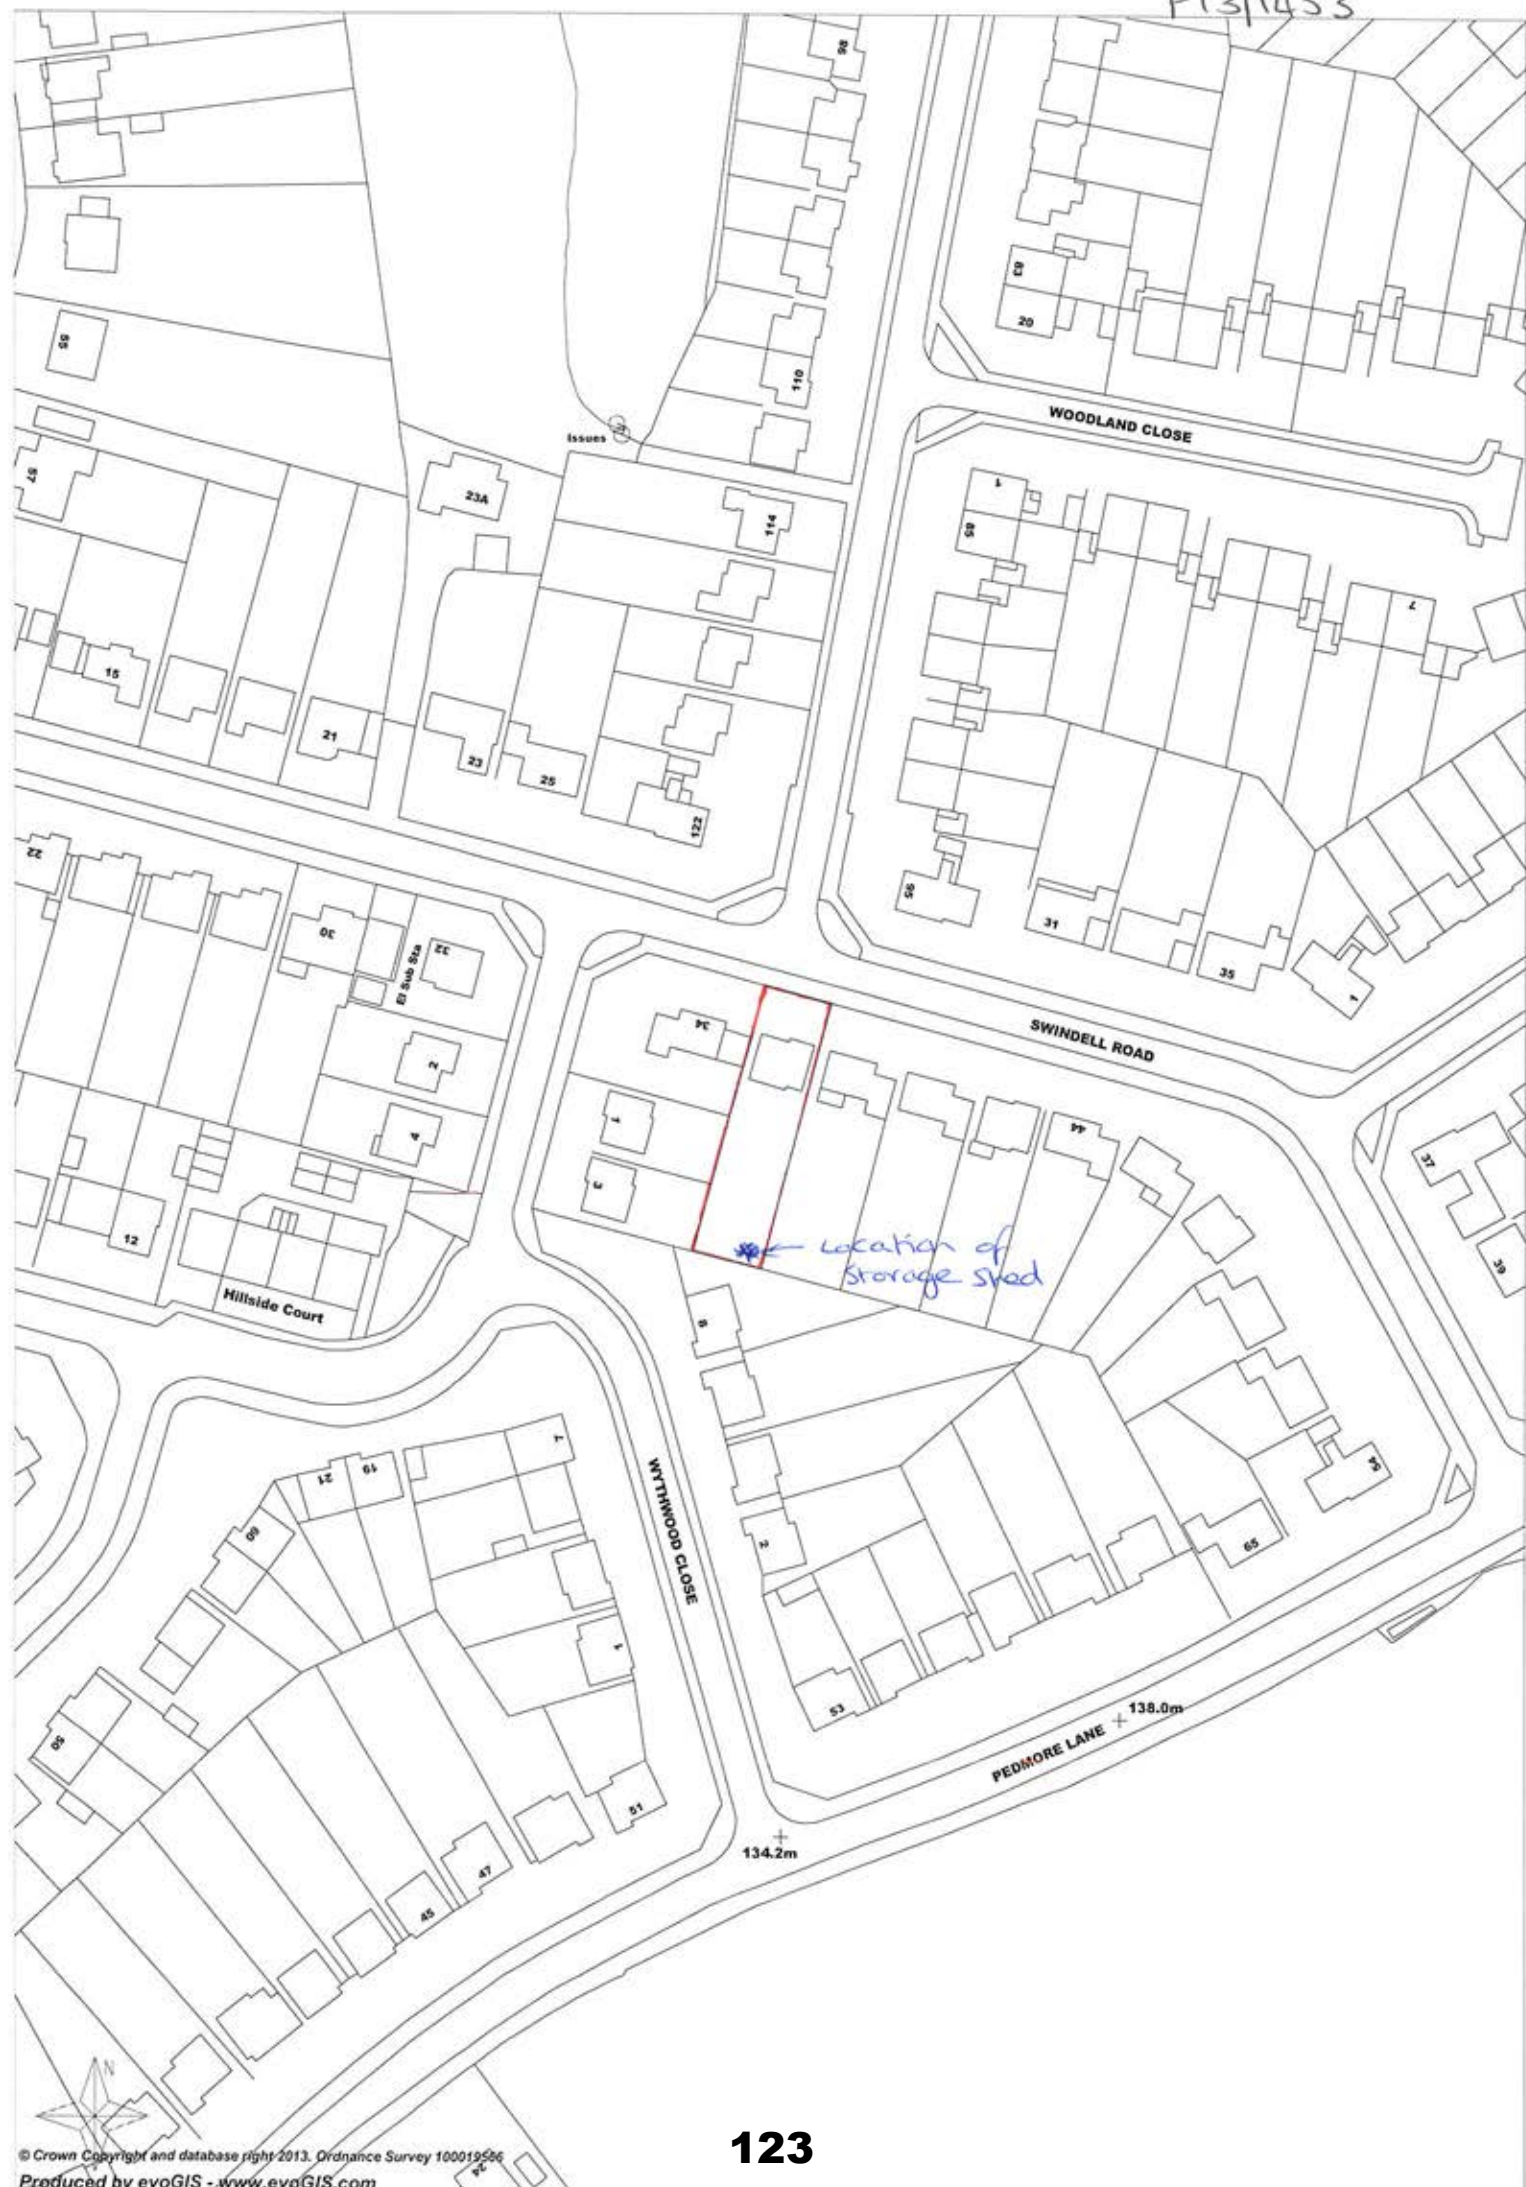 P13/1453
98
83
20
55
110
WOODLAND CLOSE
Issues
57
23A
114
1
85
7
15
21
23
25
122
22
95
31
35
1
30
El Sub Sta
32
34
SWINDELL ROAD
2
1
4
44
37
3
12
39
Location of
storage shed
Hillside Court
8
7
21
19
54
WYTHWOOD CLOSE
60
2
65
1
53
138.0m
PEDMORE LANE
50
51
134.2m
47
45
N
© Crown Copyright and database right 2013. Ordnance Survey 100019566
24
123
Produced by evoGIS - www.evoGIS.com